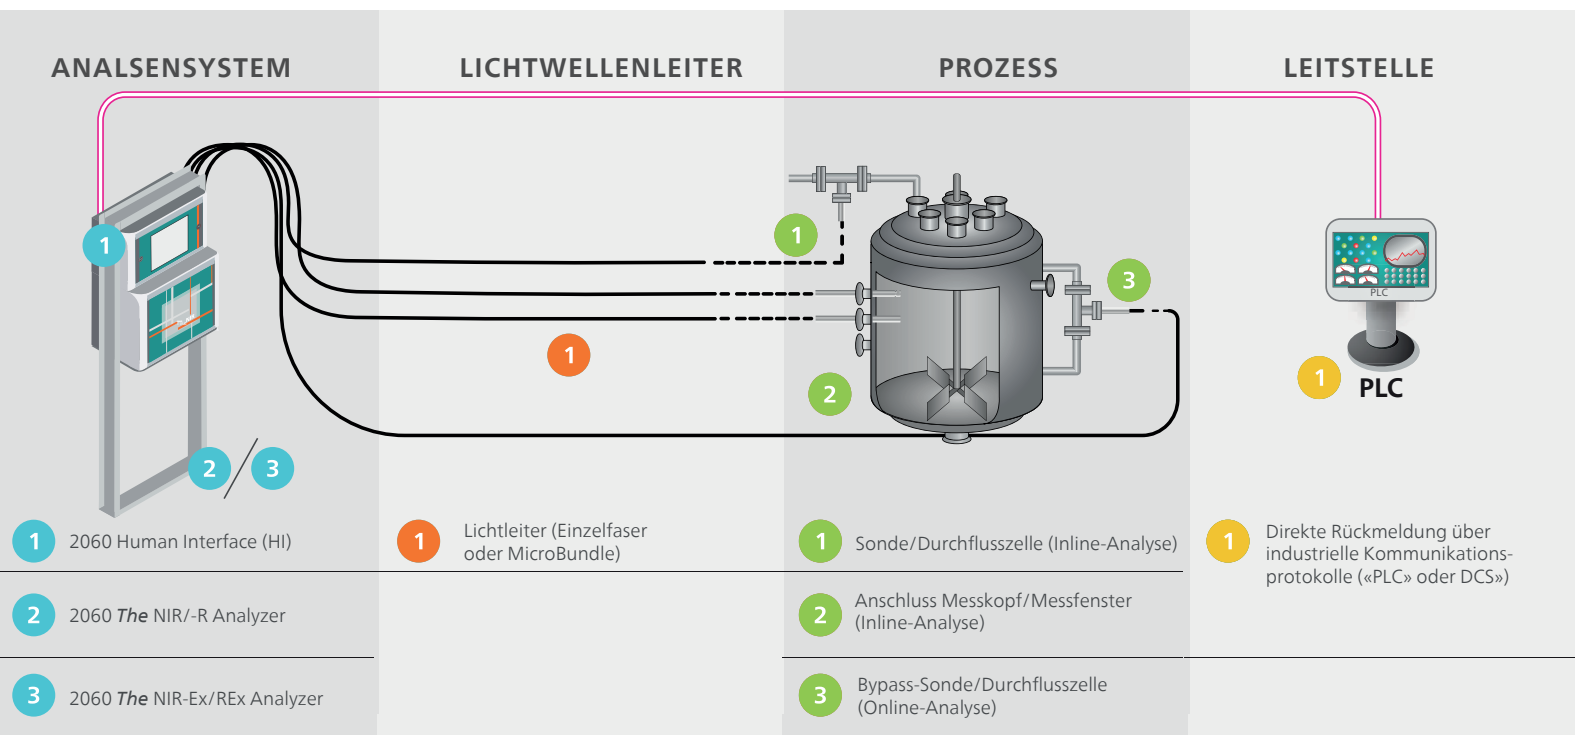 ANALSENSYSTEM
LICHTWELLENLEITER
PROZESS
LEITSTELLE
1
1
3
PLC
1
1
PLC
2
2
3
1
2060 Human Interface (HI)
1
Lichtleiter (Einzelfaser
oder MicroBundle)
1
Sonde/Durchflusszelle (Inline-Analyse)
1
Direkte Rückmeldung über
industrielle Kommunikations-
protokolle («PLC» oder DCS»)
2
2060 The NIR/-R Analyzer
2
Anschluss Messkopf/Messfenster
(Inline-Analyse)
3
2060 The NIR-Ex/REx Analyzer
3
Bypass-Sonde/Durchflusszelle
(Online-Analyse)